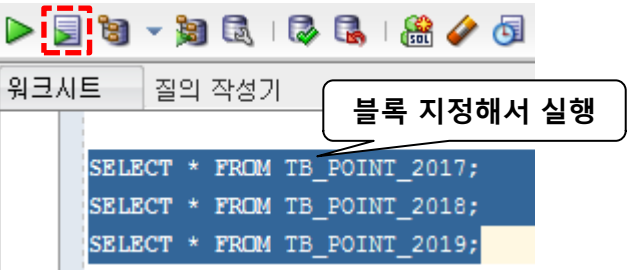 SQL
워크시트 질의 작성기
블록 지정해서 실행
SELECT * FROM TB_POINT_2017;
SELECT * FROM TB_POINT_2018;
SELECT * FROM TB_POINT_2019;